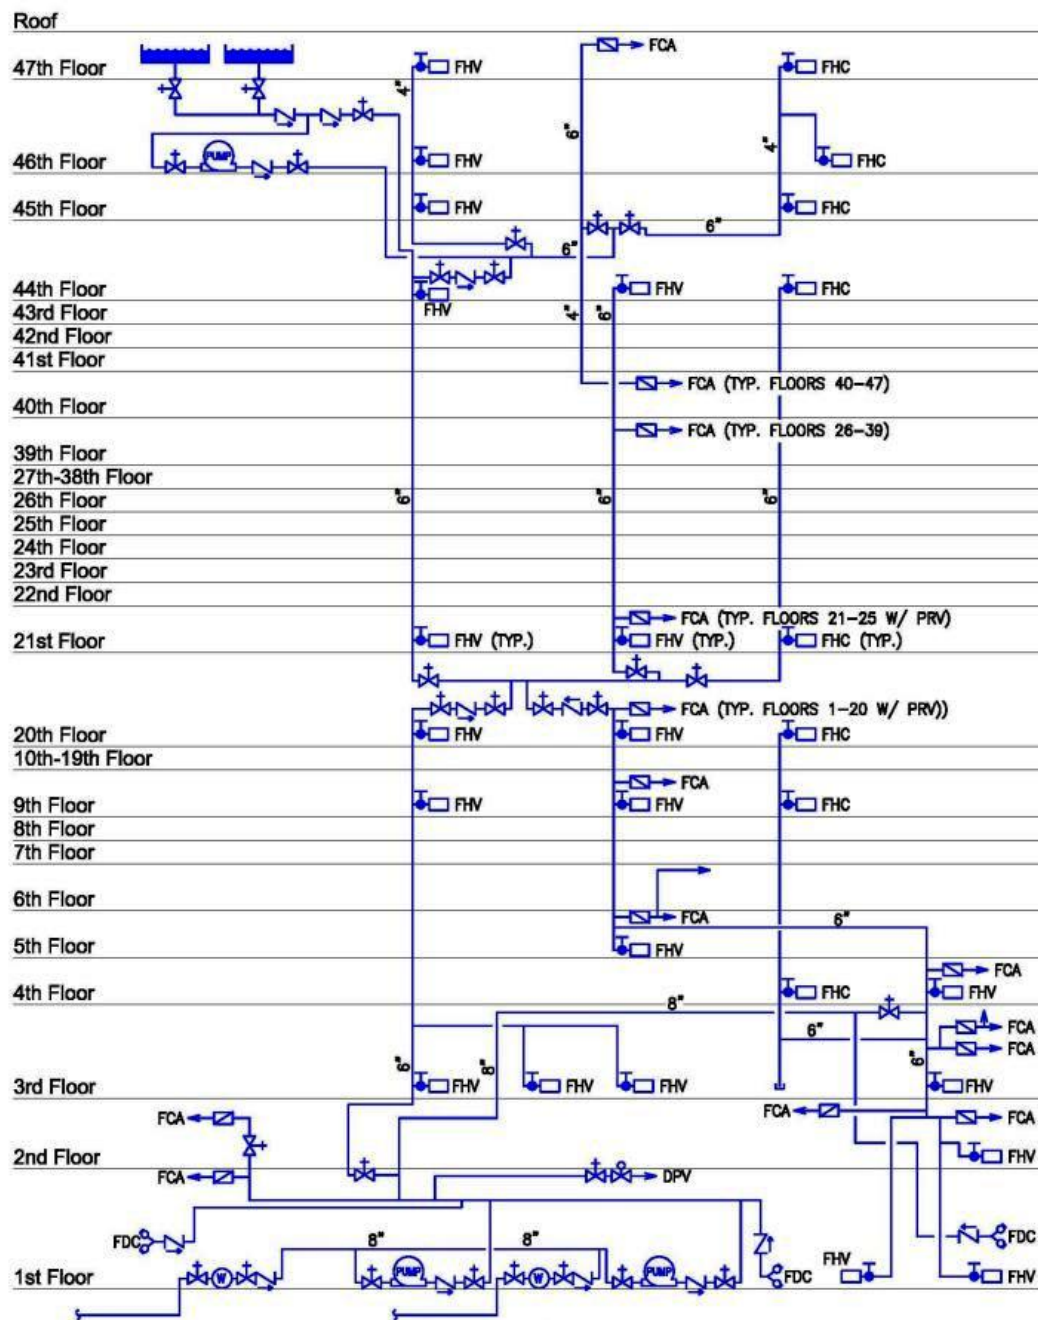 Roof
FCA
47th Floor
FHV
FHC
4"
6"
4"
46th Floor
PUMP
FHV
FHC
45th Floor
FHV
FHC
6"
6"
44th Floor
FHV
FHV
FHC
43rd Floor
4"
6"
42nd Floor
41st Floor
FCA (TYP. FLOORS 40-47)
40th Floor
FCA (TYP. FLOORS 26-39)
39th Floor
27th-38th Floor
26th Floor
6"
6"
6"
25th Floor
24th Floor
23rd Floor
22nd Floor
FCA (TYP. FLOORS 21-25 W/ PRV)
21st Floor
FHV (TYP.)
FHV (TYP.)
FHC (TYP.)
FCA (TYP. FLOORS 1-20 W/ PRV))
20th Floor
FHV
FHV
FHC
10th-19th Floor
FCA
9th Floor
FHV
FHV
FHC
8th Floor
7th Floor
6th Floor
FCA
6"
5th Floor
FHV
FCA
4th Floor
FHC
FHV
8"
FCA
6"
FCA
6"
8"
6"
3rd Floor
FHV
FHV
FHV
FHV
FCA
FCA
FCA
2nd Floor
FHV
FCA
DPV
FDC
FDC
8"
8"
FHV
1st Floor
W
PUMP
W
PUMP
FDC
FHV